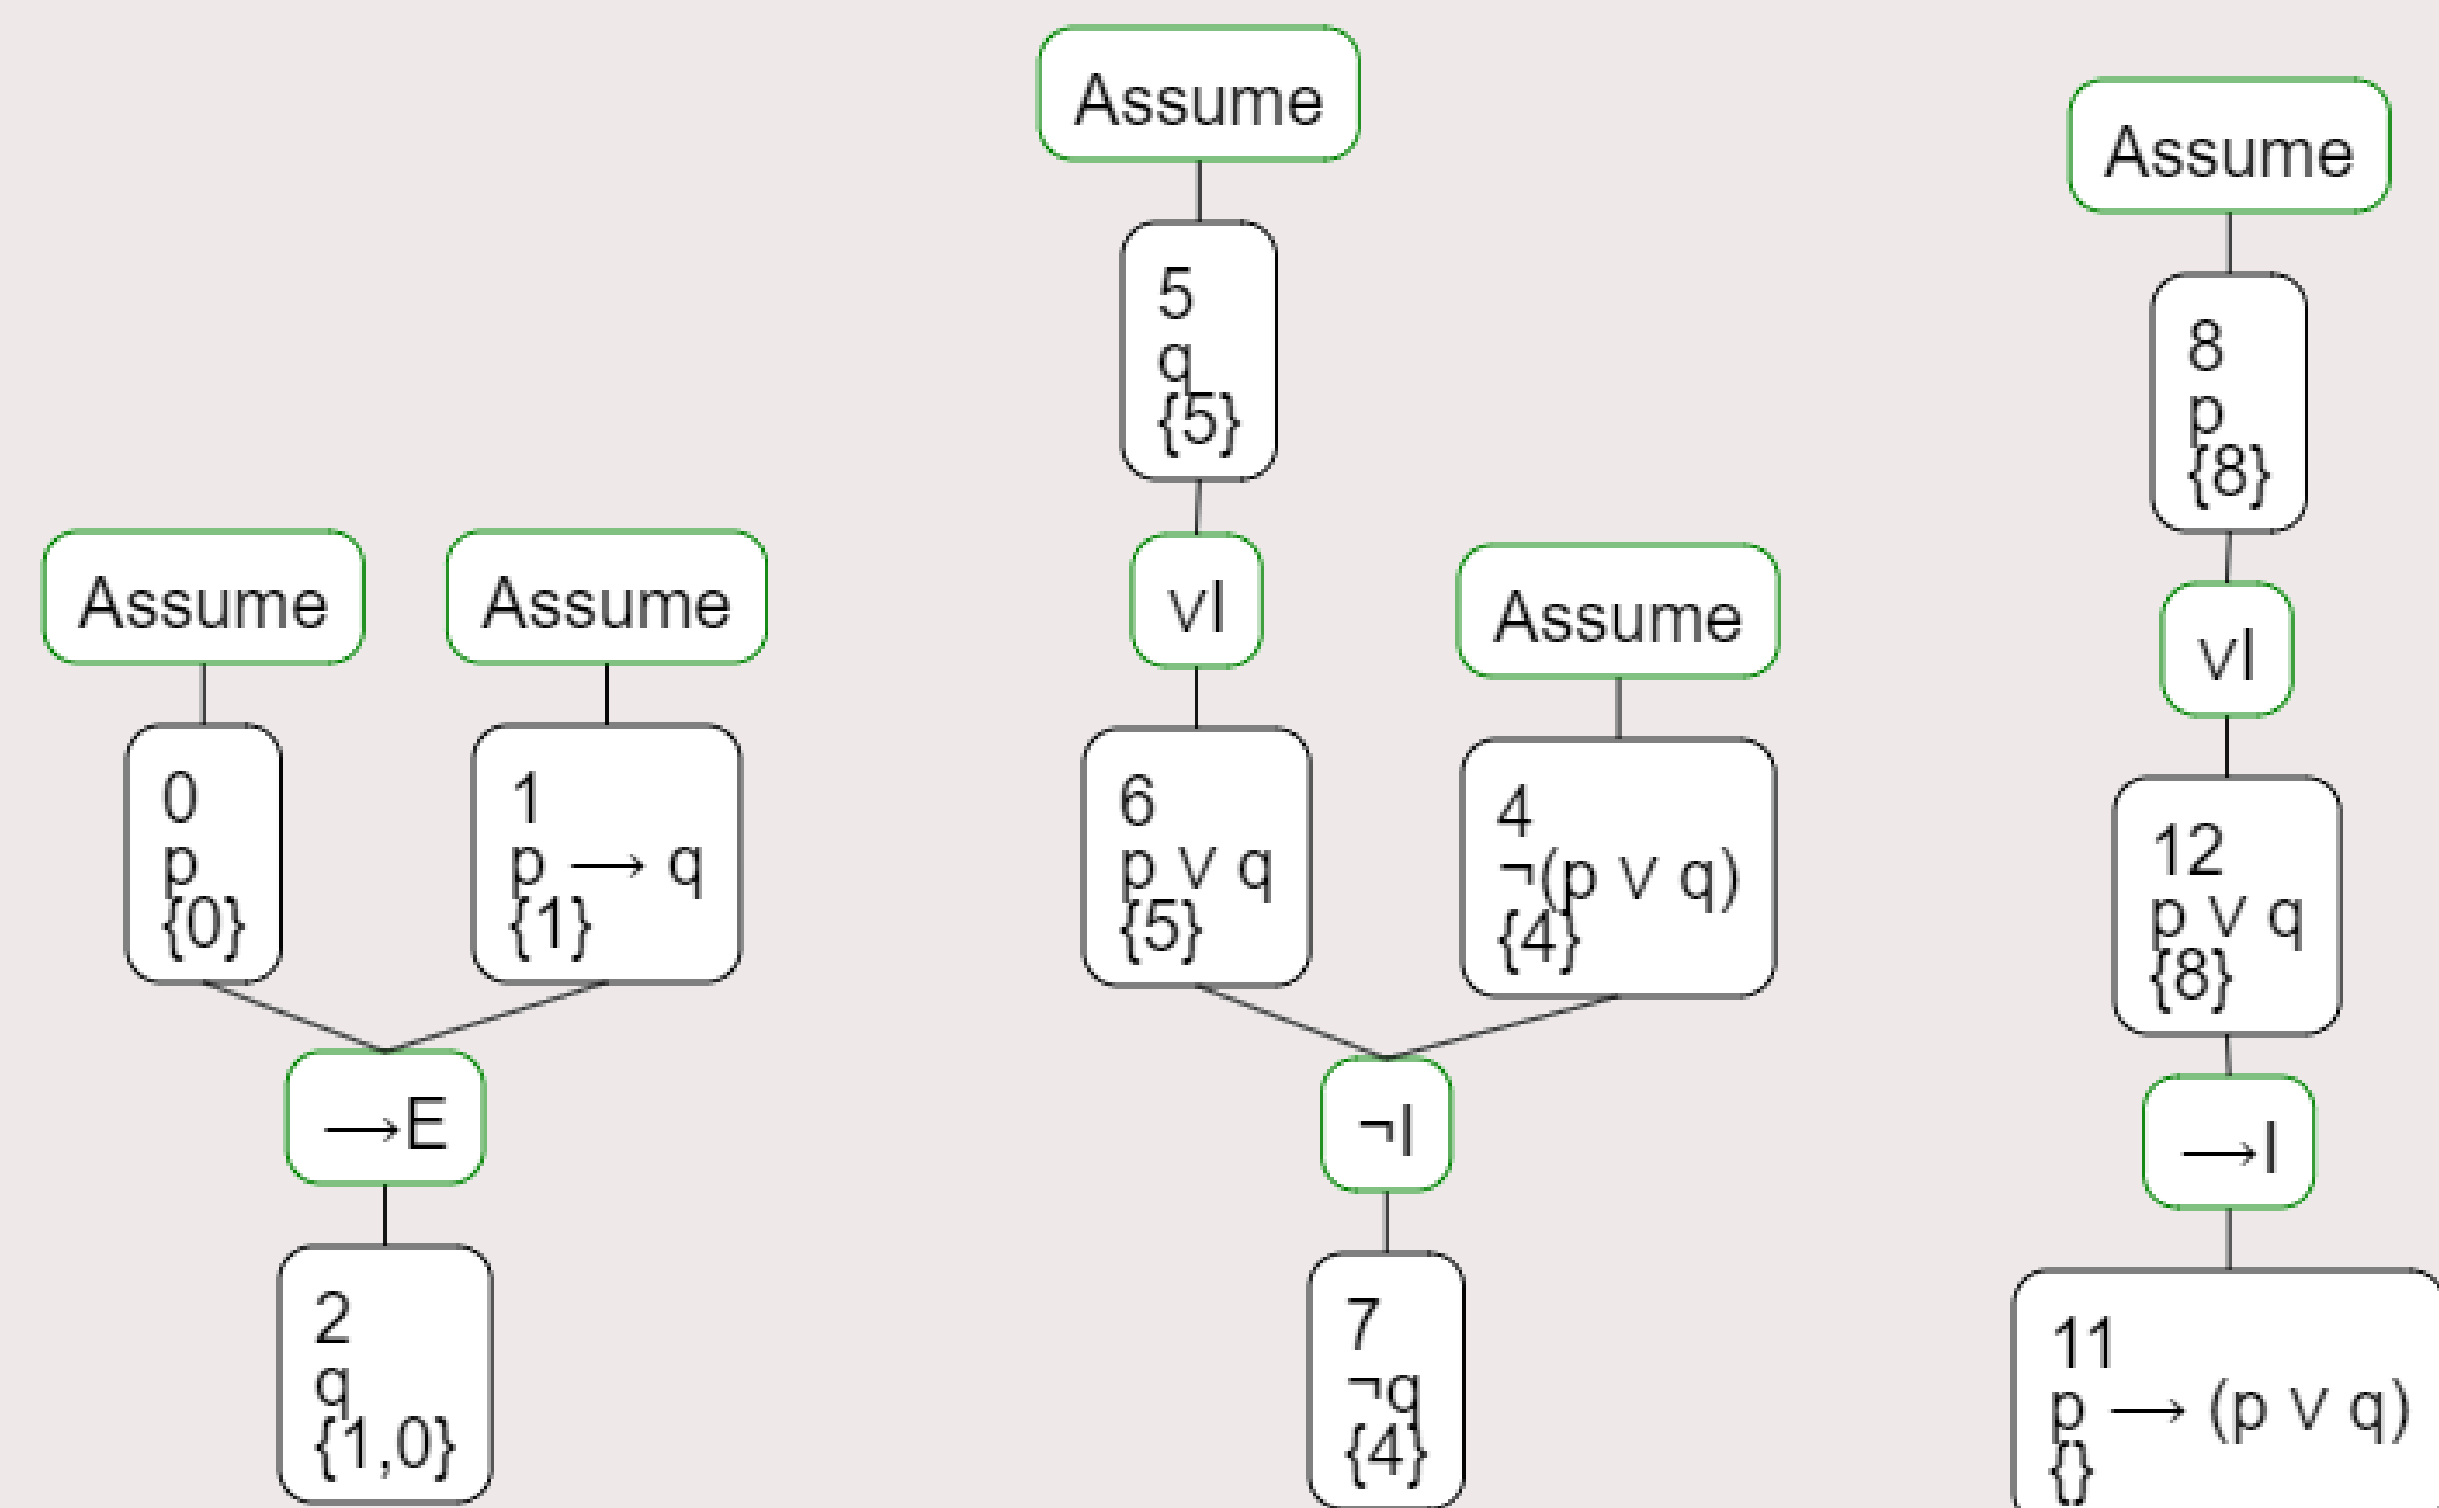 Assume
Assume
0
p
{0}
1
p ⟶ q
{1}
⟶E
2
q
{1,0}
Assume
5
q
{5}
∨I
6
p ∨ q
{5}
Assume
4
¬(p ∨ q)
{4}
¬I
7
¬q
{4}
Assume
8
p
{8}
∨I
12
p ∨ q
{8}
⟶I
11
p ⟶ (p ∨ q)
{}